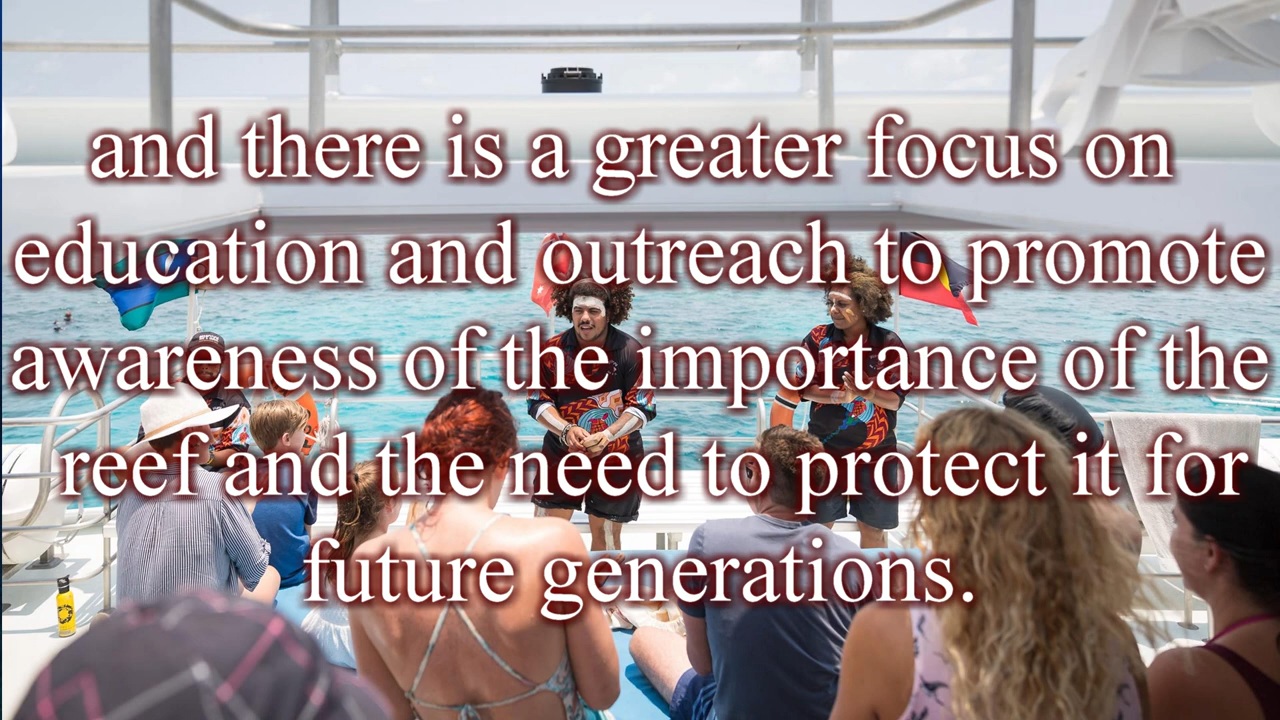 and there is a greater focus on
education and outreach to promote
awareness of the importance of the
reef and the need to protect it for
future generations.